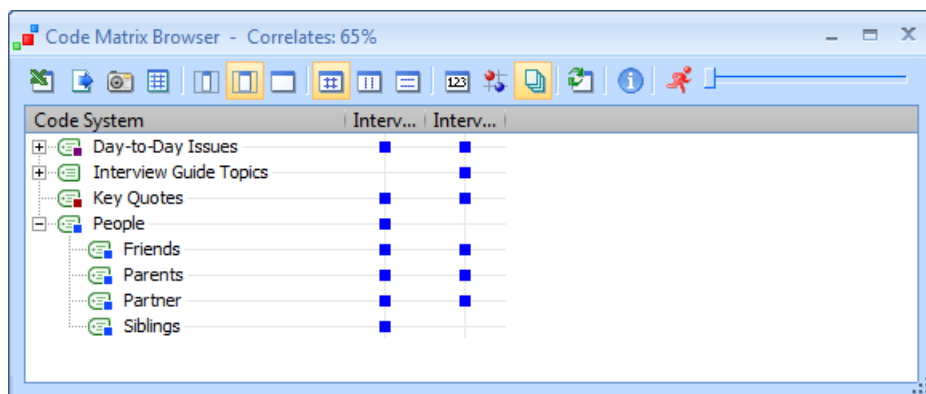 Code Matrix Browser - Correlates: 65%
123
Code System Interv... Interv...
Day-to-Day Issues
Interview Guide Topics
Key Quotes
People
Friends
Parents
Partner
Siblings